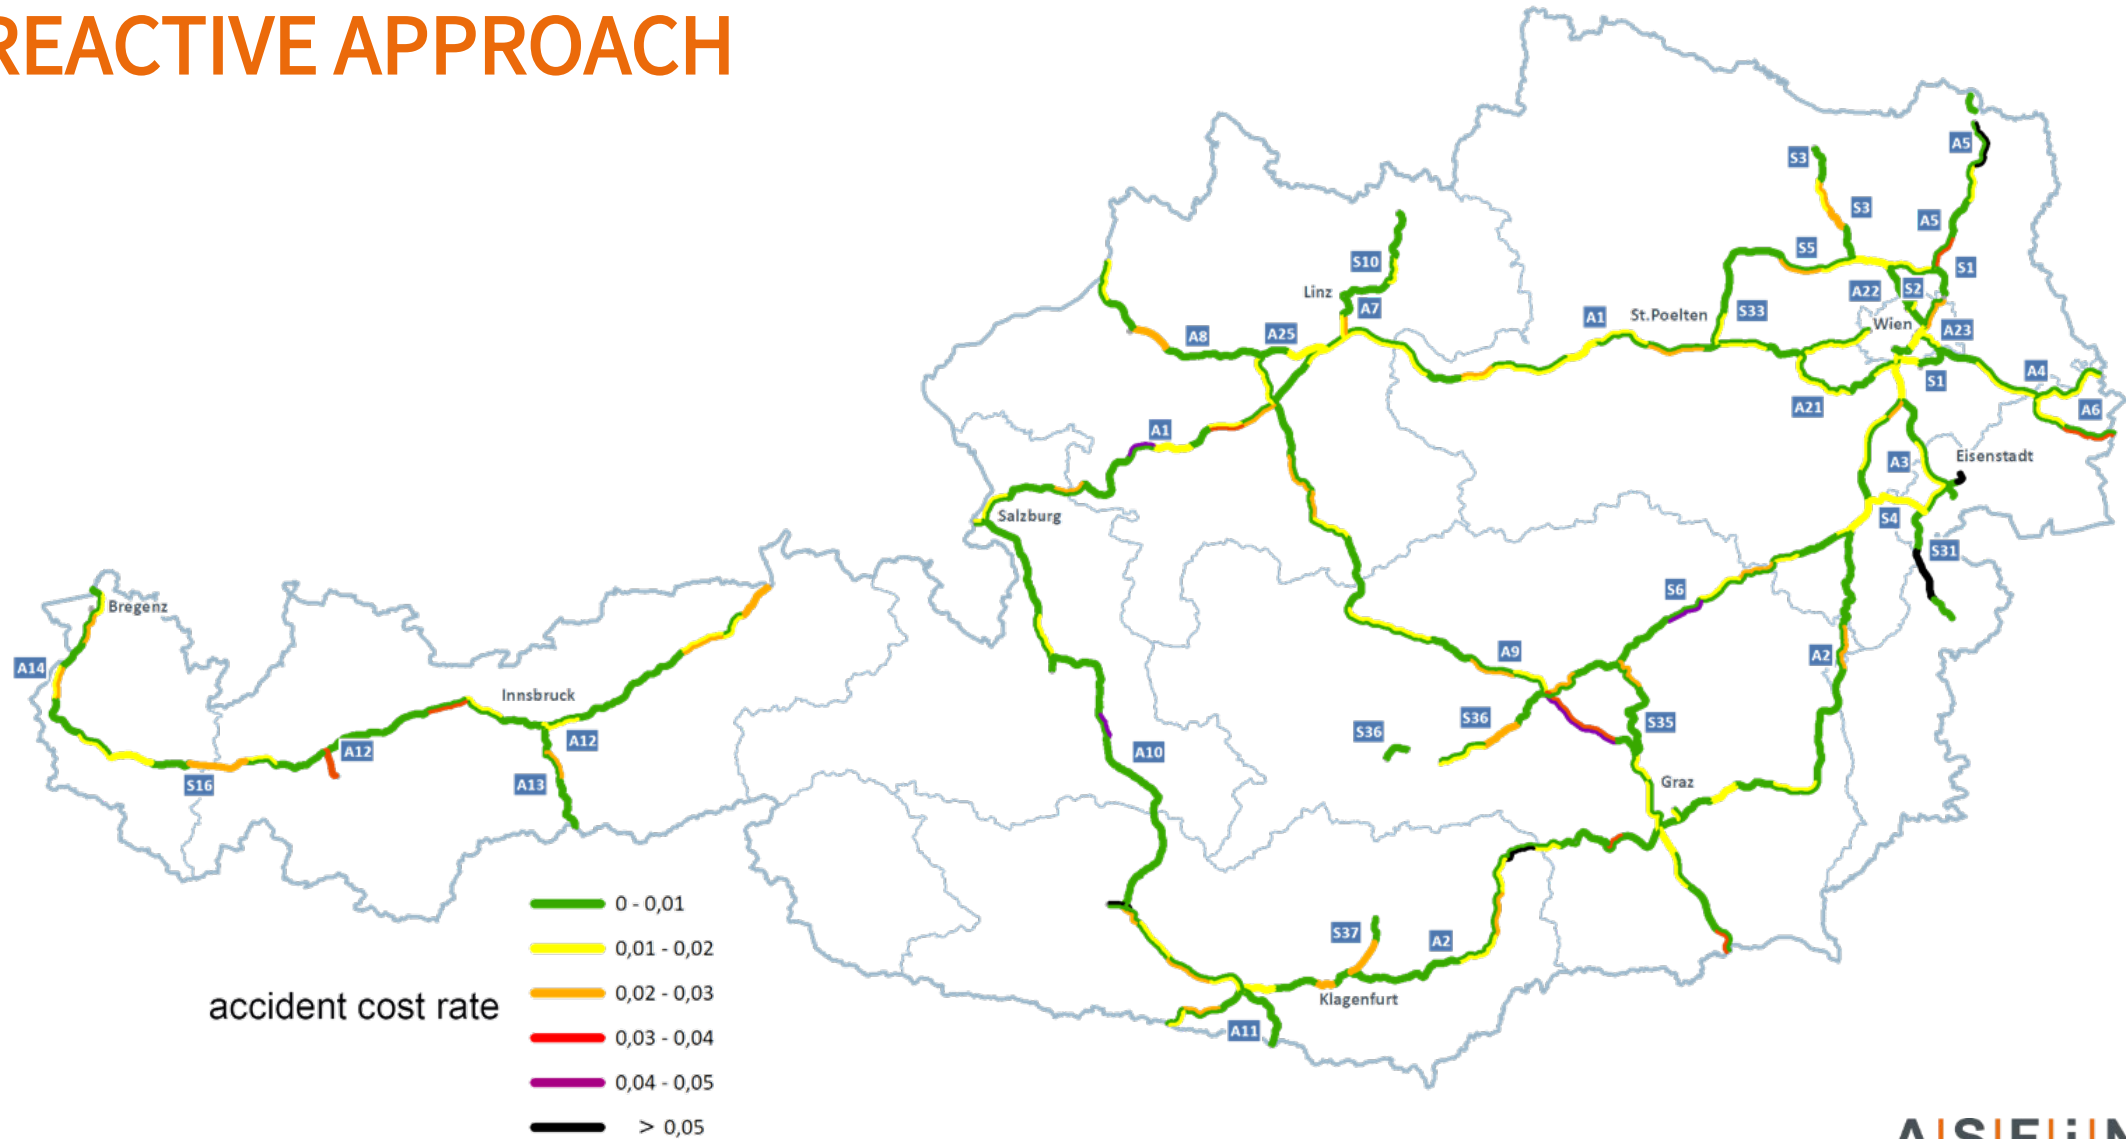 REACTIVE APPROACH
A5
S3
S3
A5
S5
S10
S1
Linz
A22
S2
A7
S33
A1
St.Poelten
Wien
A23
A8
A25
A4
S1
A21
A6
A1
Eisenstadt
A3
Salzburg
S4
S31
S6
Bregenz
A9
A2
A14
Innsbruck
S36
S35
S36
A12
A12
A10
A13
S16
Graz
0 - 0,01
S37
A2
0,01 - 0,02
0,02 - 0,03
accident cost rate
Klagenfurt
A11
0,03 - 0,04
0,04 - 0,05
> 0,05
A|S|F|i|N